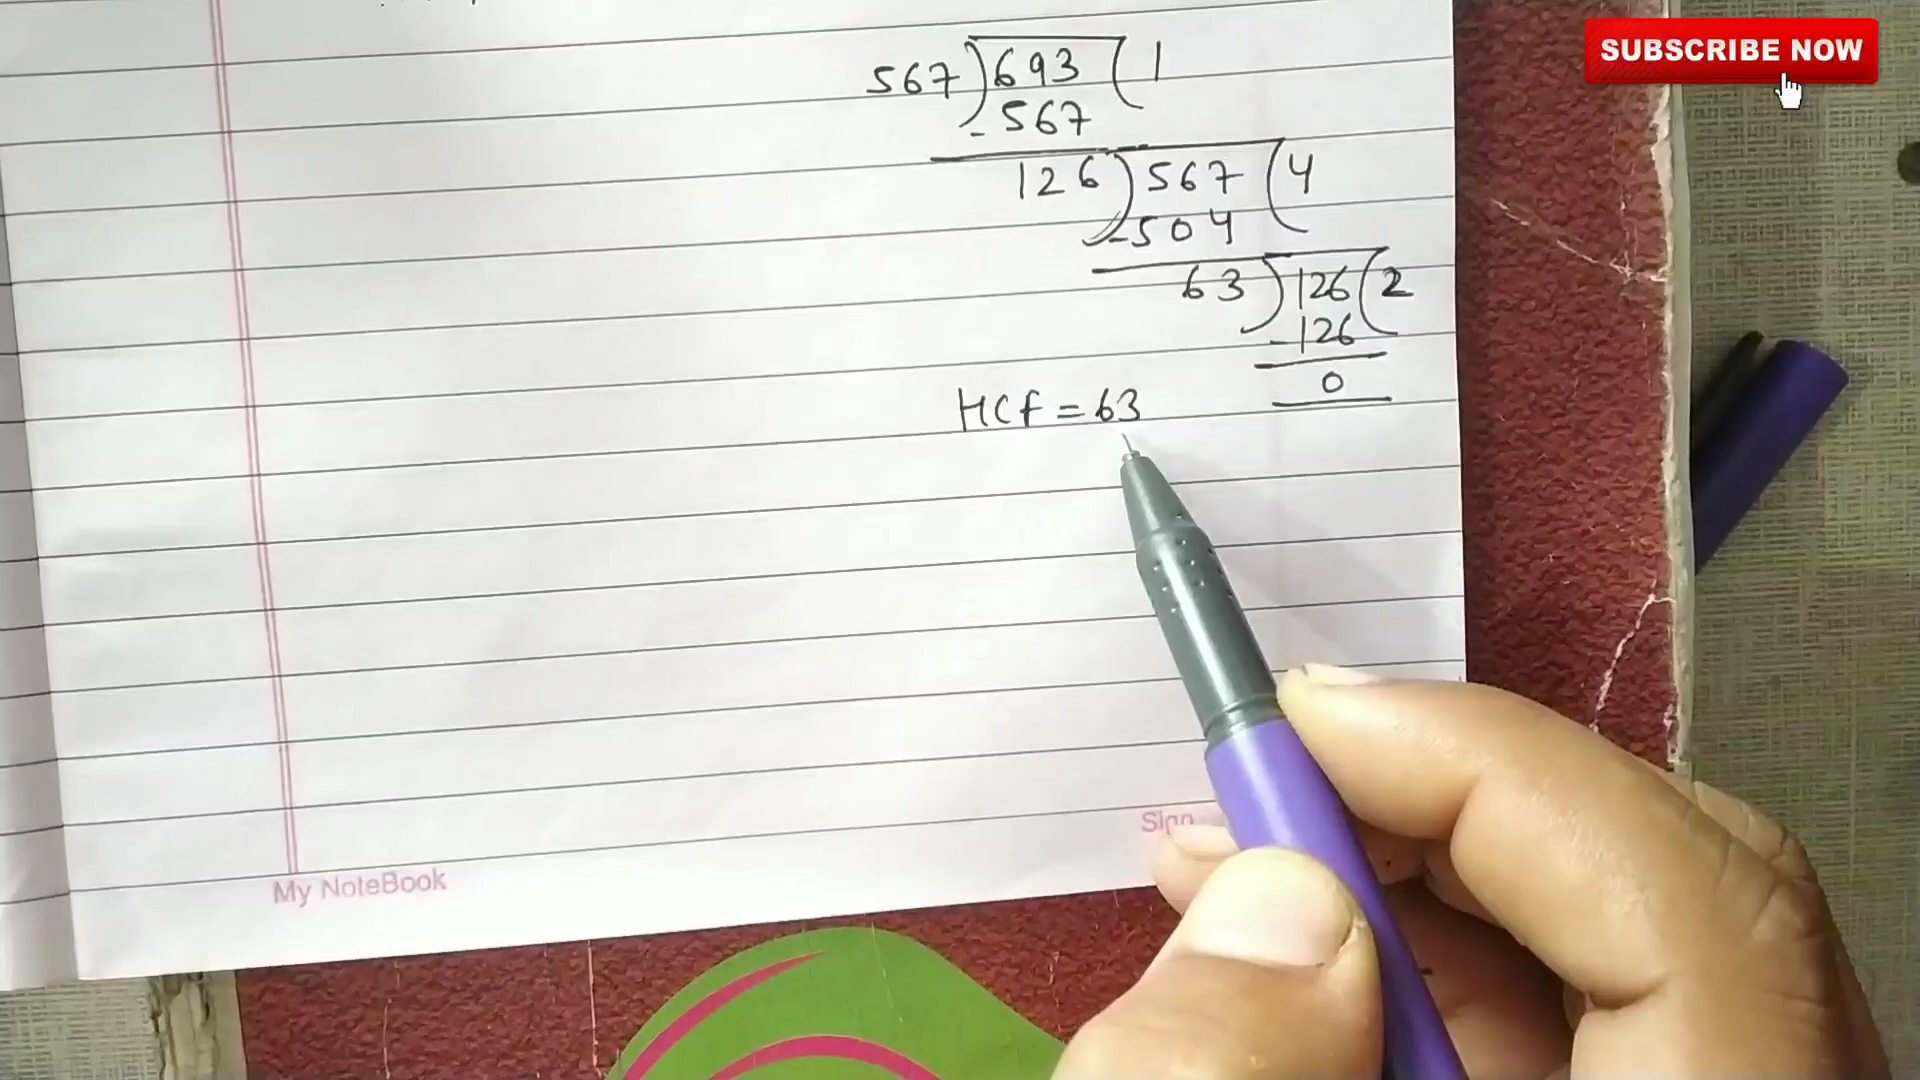 SUBSCRIBE NOW
567)693(1
-567
126)567(4
-504
63)126(2
-126
0
HCF = 63
Sign
My NoteBook